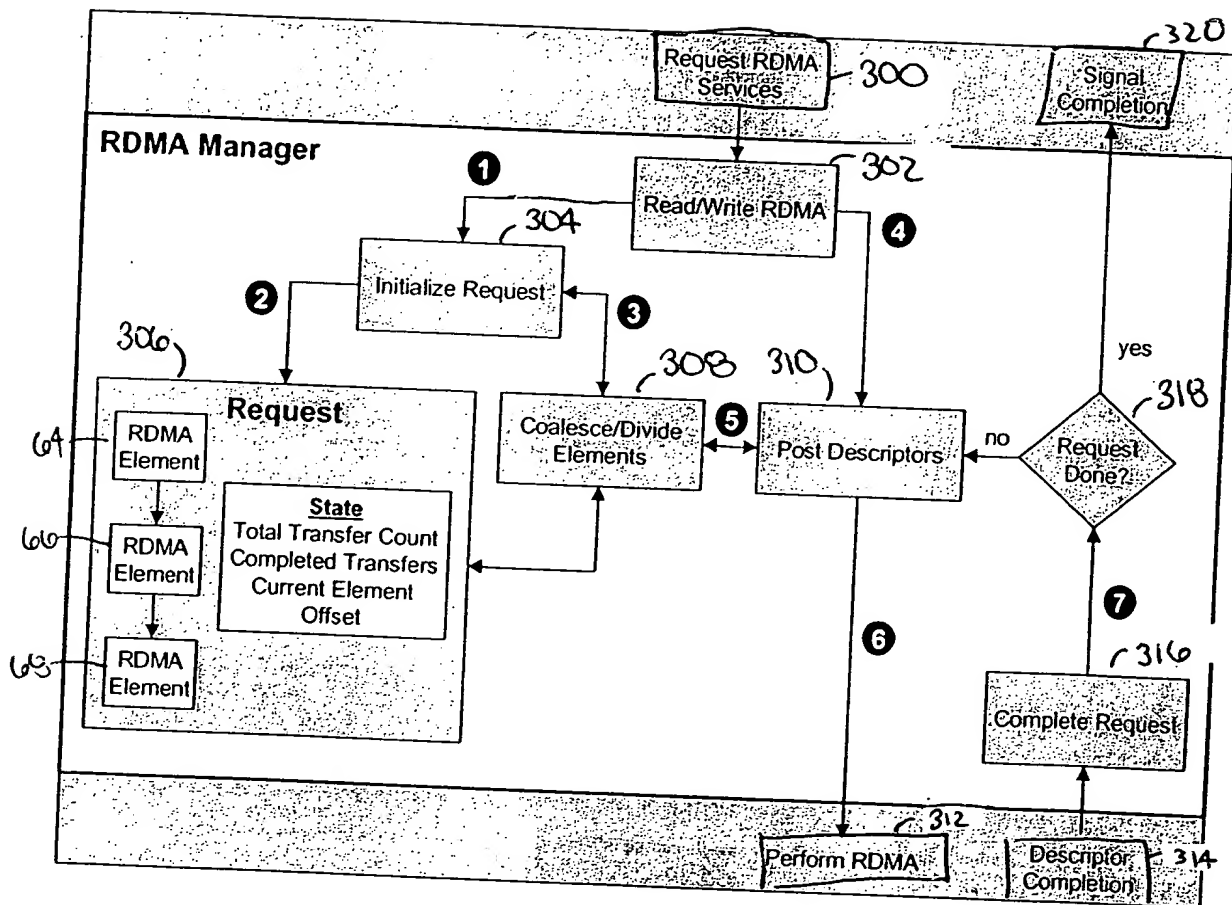 Request RDMA
Services
300
Signal
Completion
320
RDMA Manager
1
Read/Write RDMA
302
4
304
Initialize Request
2
3
306
308
310
yes
Request
Coalesce/Divide
Elements
5
Post Descriptors
no
Request
Done?
318
64
RDMA
Element
State
Total Transfer Count
Completed Transfers
Current Element
Offset
66
RDMA
Element
68
RDMA
Element
6
7
316
Complete Request
Perform RDMA
312
Descriptor
Completion
314